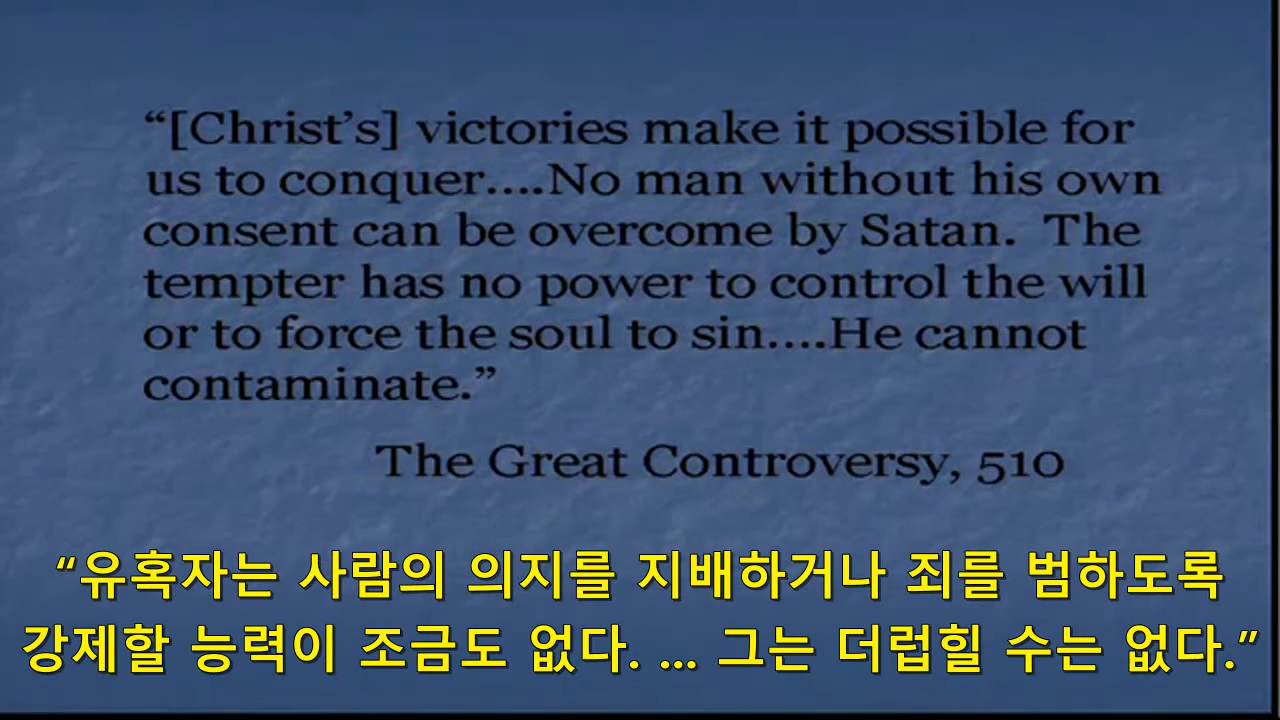 “[Christ’s] victories make it possible for
us to conquer....No man without his own
consent can be overcome by Satan.  The
tempter has no power to control the will
or to force the soul to sin....He cannot
contaminate.”
The Great Controversy, 510
“유혹자는 사람의 의지를 지배하거나 죄를 범하도록
강제할 능력이 조금도 없다. ... 그는 더럽힐 수는 없다.”